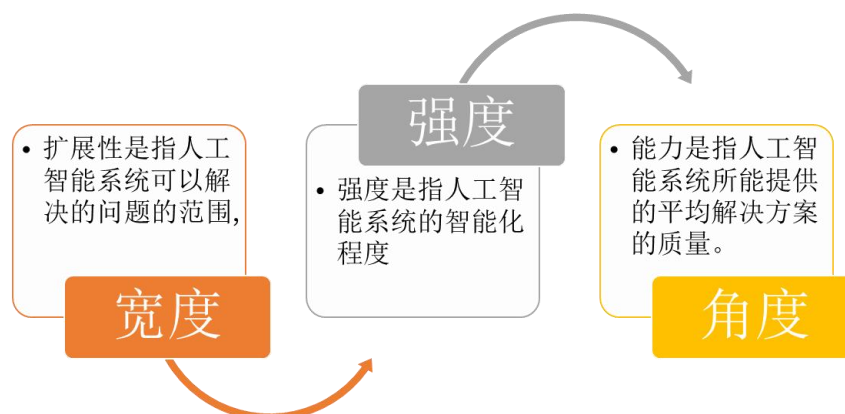 • 扩展性是指人工
智能系统可以解
决的问题的范围,
宽度
强度
• 强度是指人工智
能系统的智能化
程度
• 能力是指人工智
能系统所能提供
的平均解决方案
的质量。
角度